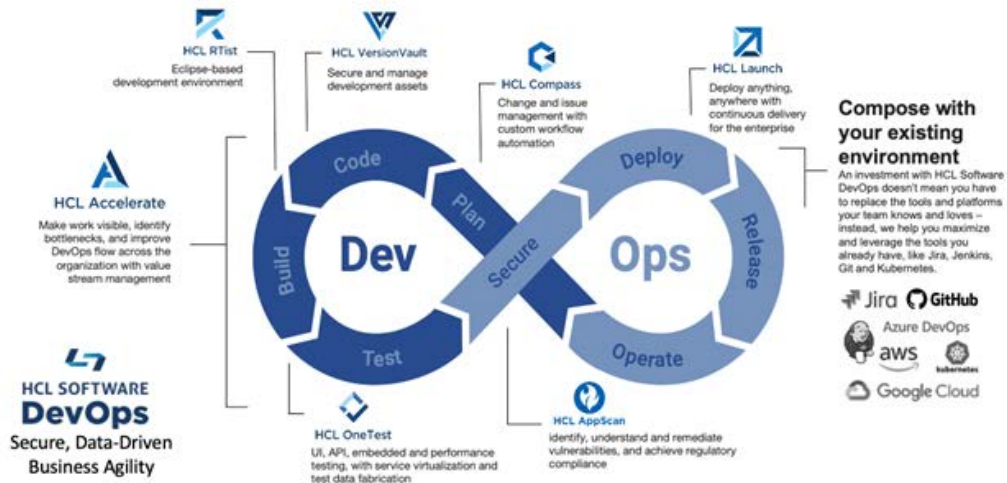 HCL RTist
Eclipse-based
development environment
HCL VersionVault
Secure and manage
development assets
HCL Compass
Change and issue
management with
custom workflow
automation
HCL Launch
Deploy anything,
anywhere with
continuous delivery
for the enterprise
HCL Accelerate
Make work visible, identify
bottlenecks, and improve
DevOps flow across the
organization with value
stream management
Code
Plan
Build
Test
Dev
Secure
Deploy
Release
Operate
Ops
Compose with
your existing
environment
An investment with HCL Software
DevOps doesn't mean you have
to replace the tools and platforms
your team knows and loves –
instead, we help you maximize
and leverage the tools you
already have, like Jira, Jenkins,
Git and Kubernetes.
Jira GitHub
Azure DevOps
aws
kubernetes
Google Cloud
HCL SOFTWARE
DevOps
Secure, Data-Driven
Business Agility
HCL OneTest
UI, API, embedded and performance
testing, with service virtualization and
test data fabrication
HCL AppScan
identify, understand and remediate
vulnerabilities, and achieve regulatory
compliance